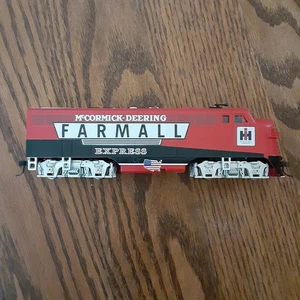 McCORMICK-DEERING
FARMALL
EXPRESS
IH